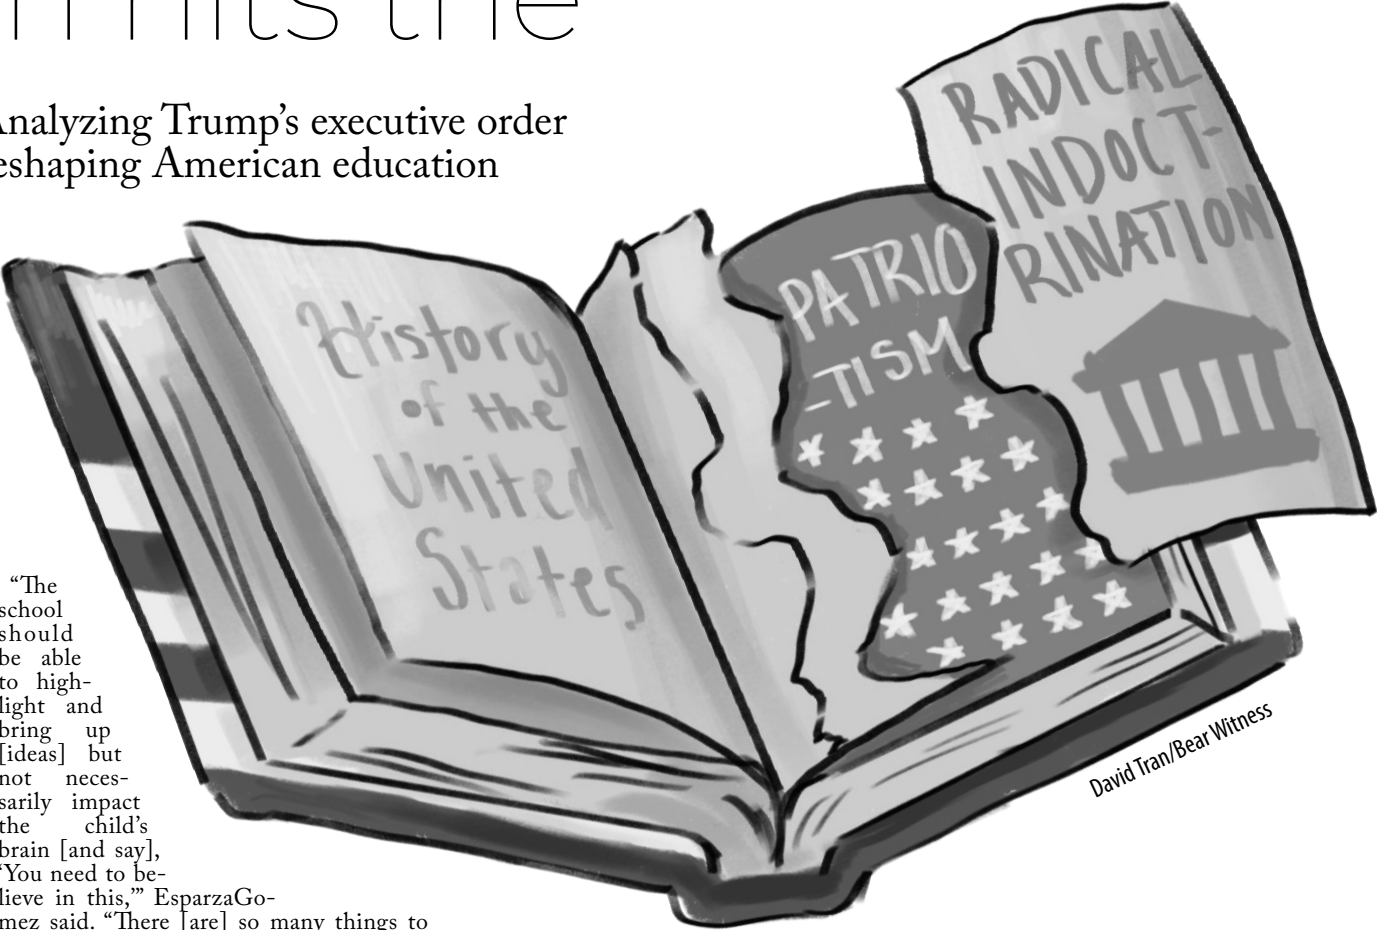 hits the
Analyzing Trump’s executive order
eshaping American education
RADICAL
INDOCT-
RINATION
PATRIO
-TISM
History
of the
United
States
David Tran/Bear Witness
“The
school
should
be able
to high-
light and
bring up
[ideas] but
not neces-
sarily impact
the child’s
brain [and say],
‘You need to be-
lieve in this,’” EsparzaGo-
mez said. “There [are] so many things to